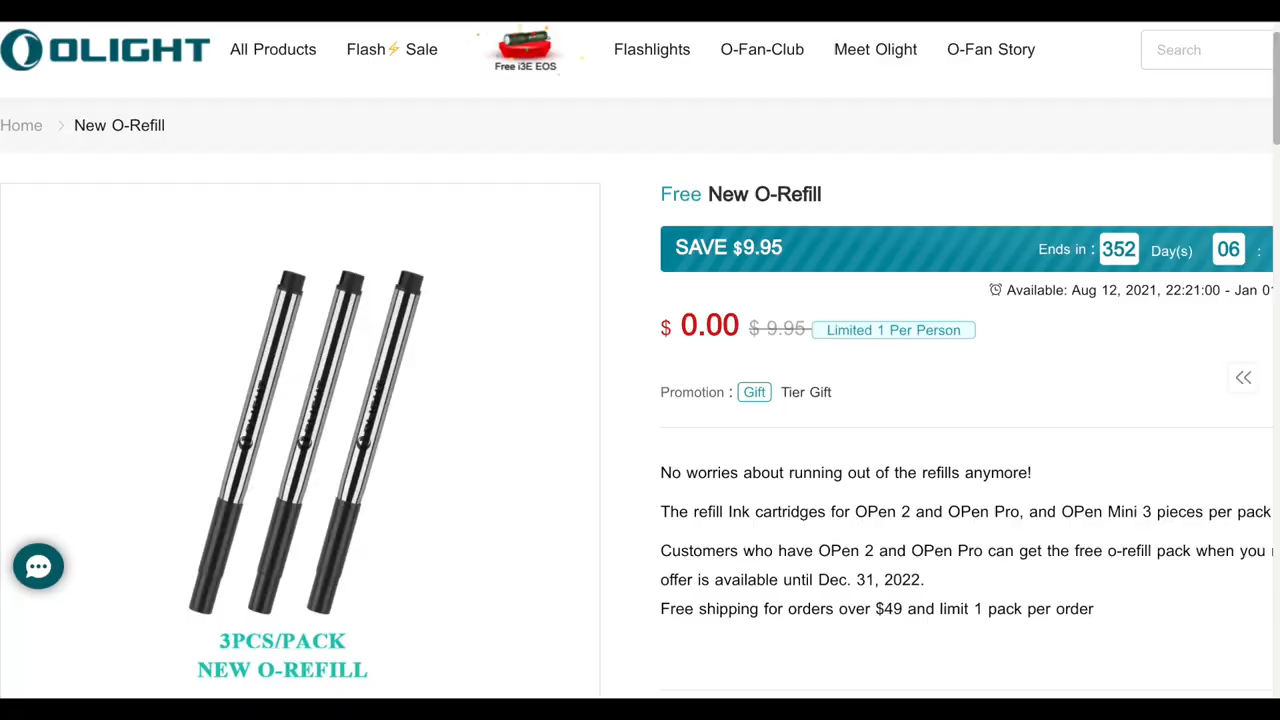 OLIGHT
All Products
Flash⚡ Sale
Free i3E EOS
Flashlights
O-Fan-Club
Meet Olight
O-Fan Story
Search
Home > New O-Refill
Free New O-Refill
SAVE $9.95
Ends in : 352 Day(s) 06 :
Available: Aug 12, 2021, 22:21:00 - Jan
$ 0.00 $ 9.95 Limited 1 Per Person
Promotion : Gift Tier Gift
No worries about running out of the refills anymore!
The refill Ink cartridges for OPen 2 and OPen Pro, and OPen Mini 3 pieces per pack
Customers who have OPen 2 and OPen Pro can get the free o-refill pack when you
offer is available until Dec. 31, 2022.
Free shipping for orders over $49 and limit 1 pack per order
3PCS/PACK
NEW O-REFILL